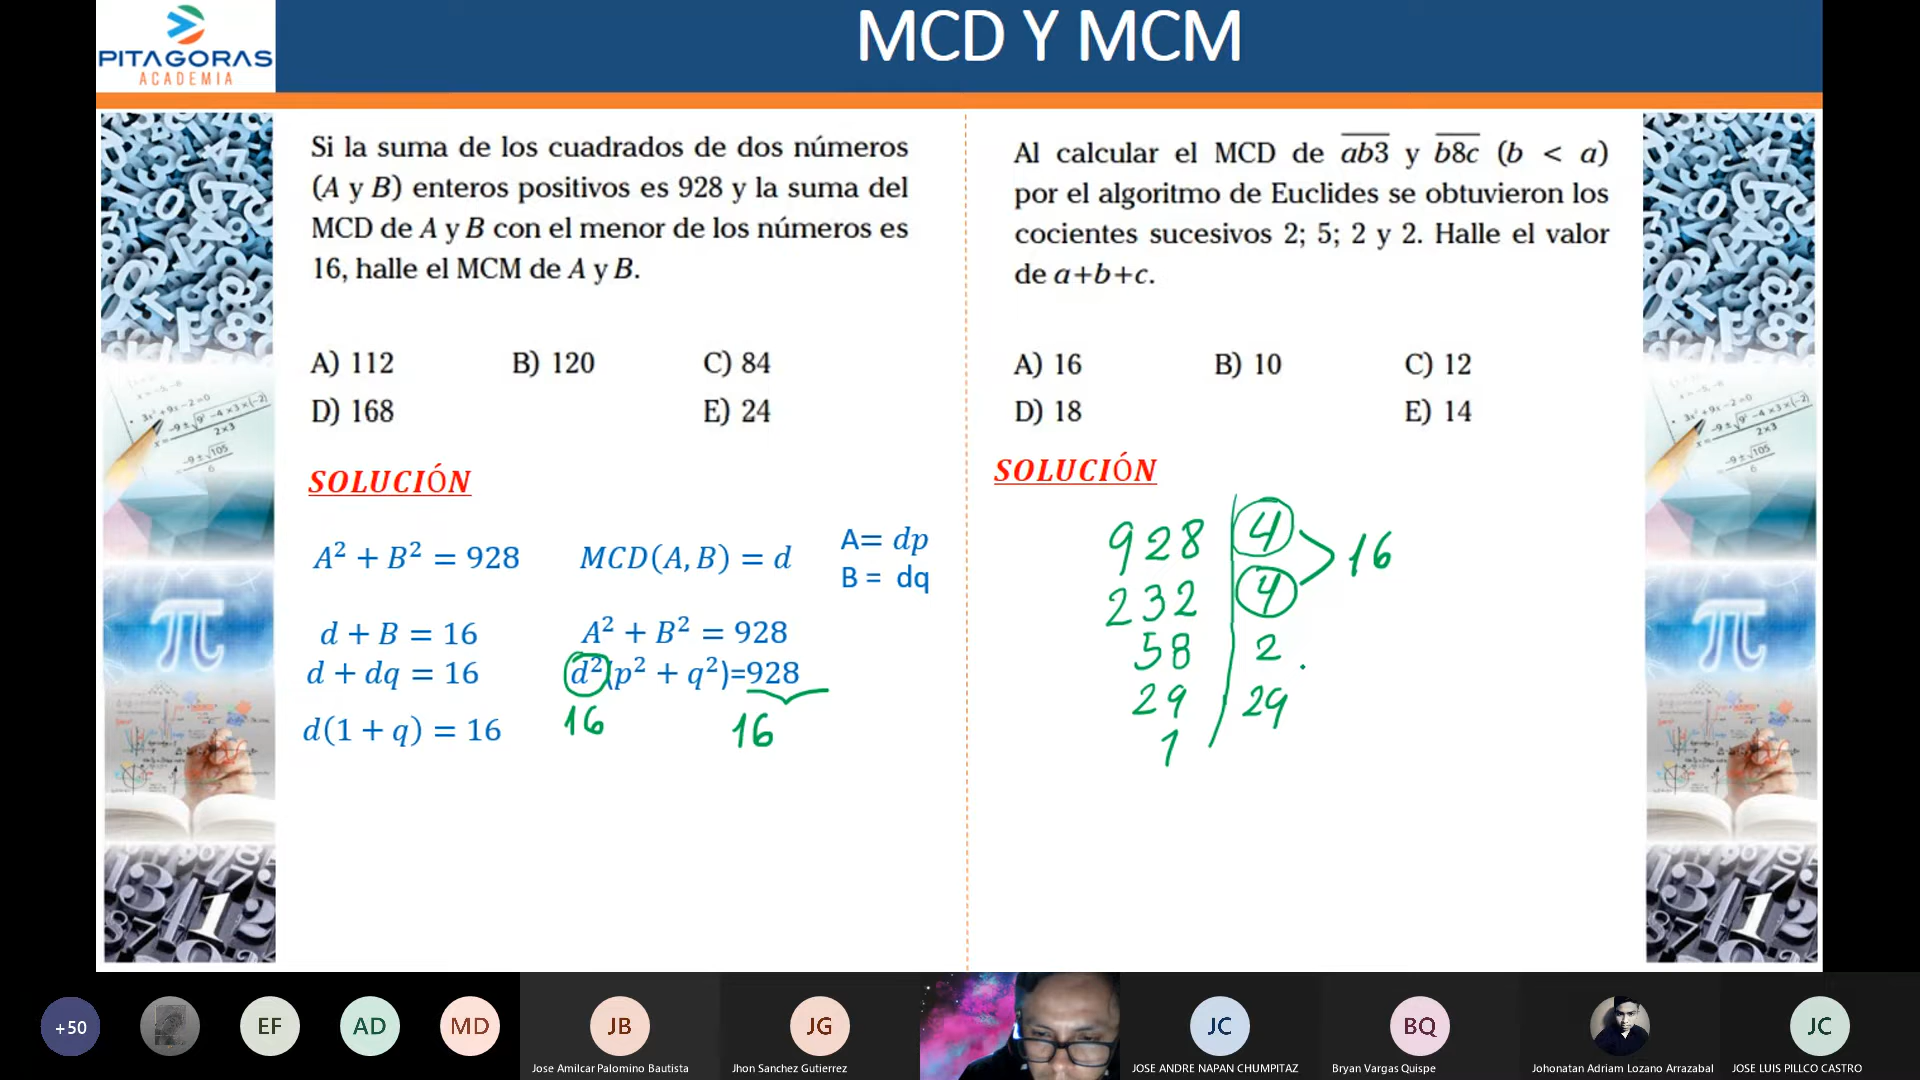 PITAGORAS
ACADEMIA
MCD Y MCM
Si la suma de los cuadrados de dos números
(A y B) enteros positivos es 928 y la suma del
MCD de A y B con el menor de los números es
16, halle el MCM de A y B.
A) 112 B) 120 C) 84
D) 168 E) 24
SOLUCIÓN
A² + B² = 928 MCD(A, B) = d A= dp
B = dq
d + B = 16 A² + B² = 928
d + dq = 16 d²(p² + q²)=928
16 16
d(1 + q) = 16
Al calcular el MCD de ab3 y b8c (b < a)
por el algoritmo de Euclides se obtuvieron los
cocientes sucesivos 2; 5; 2 y 2. Halle el valor
de a+b+c.
A) 16 B) 10 C) 12
D) 18 E) 14
SOLUCIÓN
928 4
16
232 4
58 2
29 29
1
+50 EF AD MD JB JG JC BQ JC
Jose Amilcar Palomino Bautista Jhon Sanchez Gutierrez JOSE ANDRE NAPAN CHUMPITAZ Bryan Vargas Quispe Johonatan Adriam Lozano Arrazabal JOSE LUIS PILLCO CASTRO